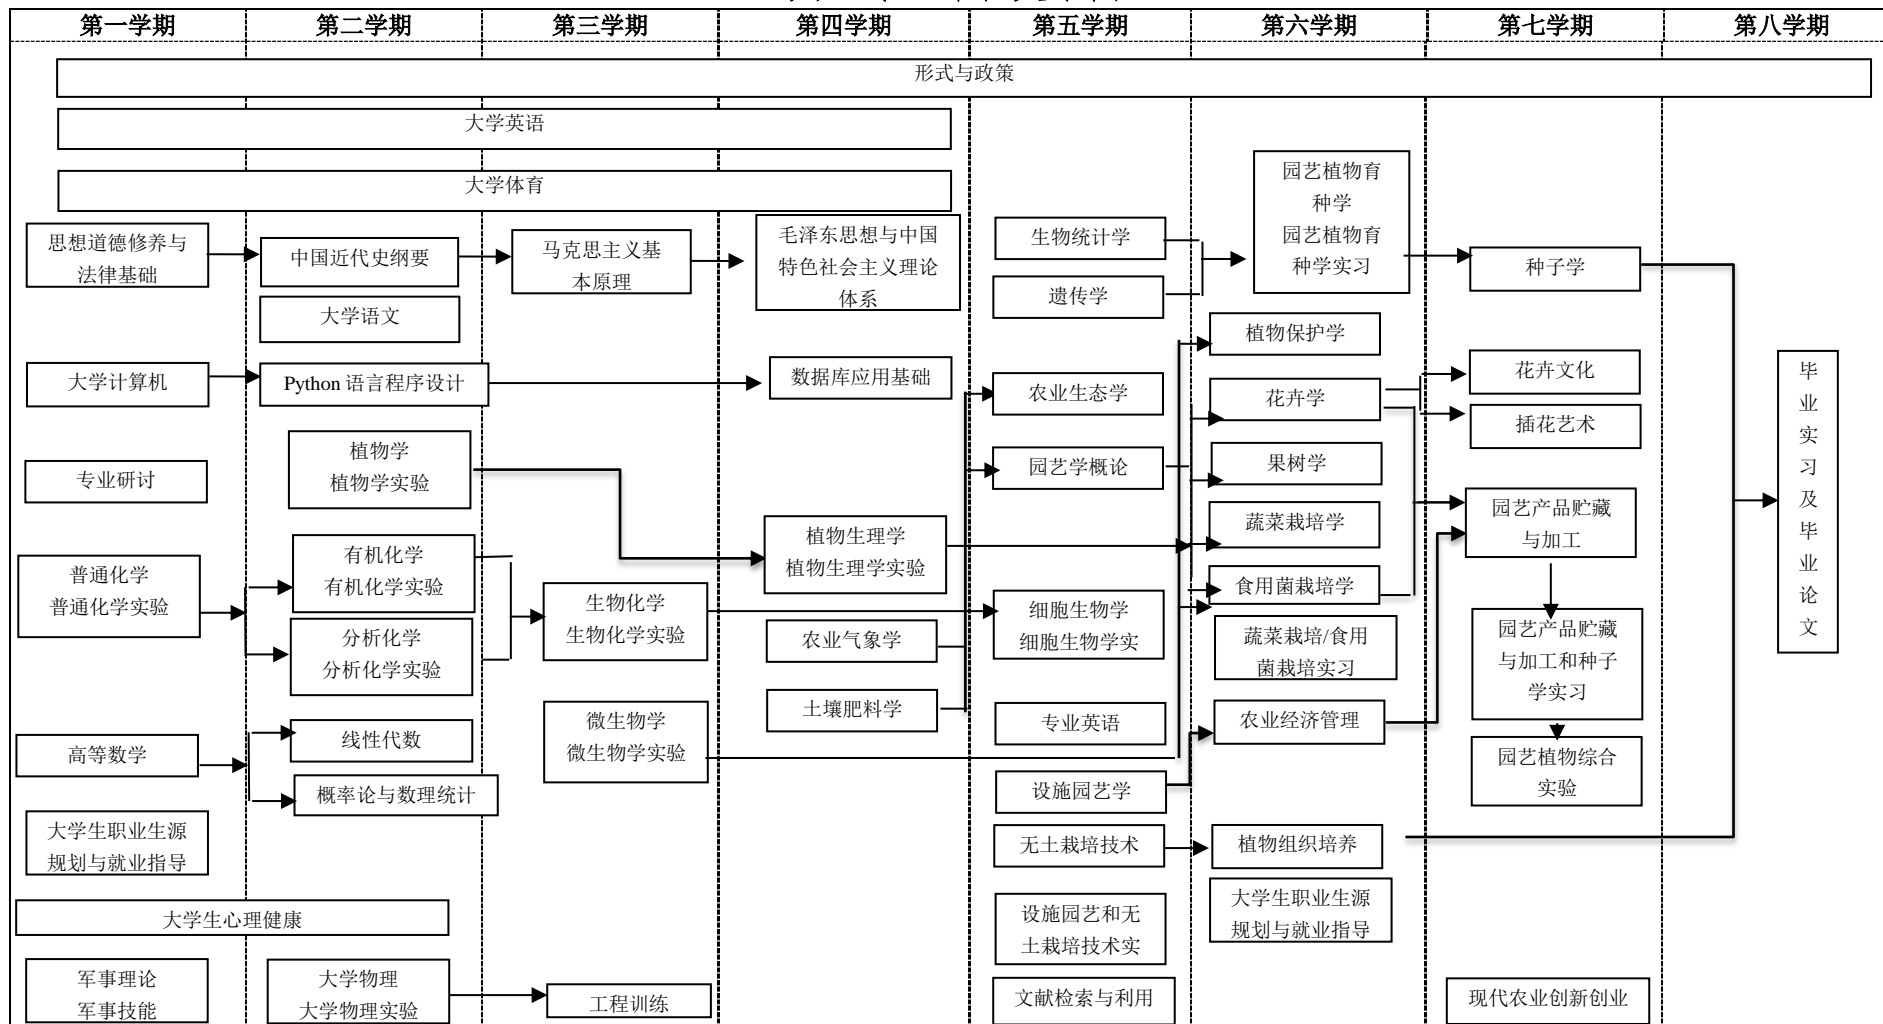 第一学期
第二学期
第三学期
第四学期
第五学期
第六学期
第七学期
第八学期
形式与政策
大学英语
大学体育
思想道德修养与
法律基础
大学计算机
专业研讨
普通化学
普通化学实验
高等数学
大学生职业生源
规划与就业指导
大学生心理健康
军事理论
军事技能
中国近代史纲要
大学语文
Python 语言程序设计
植物学
植物学实验
有机化学
有机化学实验
分析化学
分析化学实验
线性代数
概率论与数理统计
大学物理
大学物理实验
马克思主义基
本原理
生物化学
生物化学实验
微生物学
微生物学实验
工程训练
毛泽东思想与中国
特色社会主义理论
体系
数据库应用基础
植物生理学
植物生理学实验
农业气象学
土壤肥料学
生物统计学
遗传学
农业生态学
园艺学概论
细胞生物学
细胞生物学实
专业英语
设施园艺学
无土栽培技术
设施园艺和无
土栽培技术实
文献检索与利用
园艺植物育
种学
园艺植物育
种学实习
植物保护学
花卉学
果树学
蔬菜栽培学
食用菌栽培学
蔬菜栽培/食用
菌栽培实习
农业经济管理
植物组织培养
大学生职业生源
规划与就业指导
种子学
花卉文化
插花艺术
园艺产品贮藏
与加工
园艺产品贮藏
与加工和种子
学实习
园艺植物综合
实验
现代农业创新创业
毕
业
实
习
及
毕
业
论
文